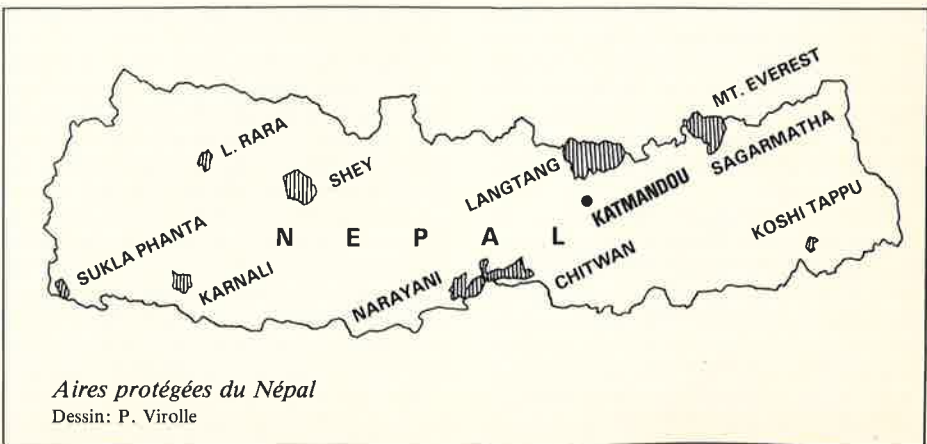 MT. EVEREST
SAGARMATHA
L. RARA
SHEY
LANGTANG
KATMANDOU
KOSHI TAPPU
SUKLA PHANTA
KARNALI
NEPAL
NARAYANI
CHITWAN
Aires protégées du Népal
Dessin: P. Virolle